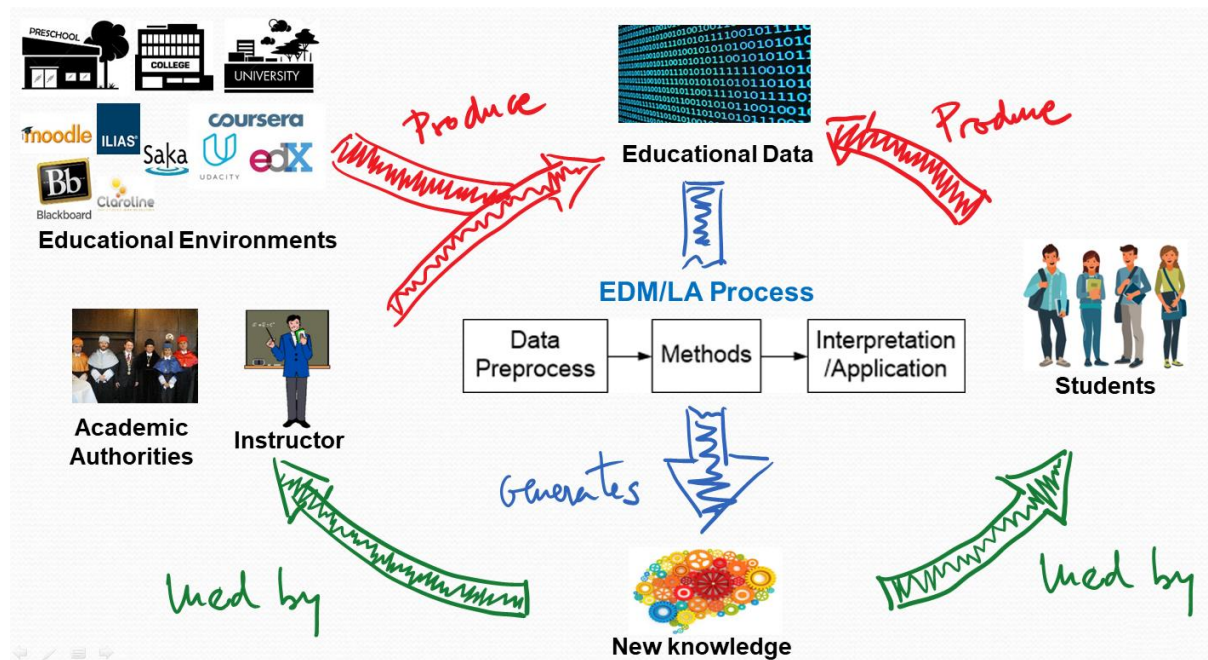 PRESCHOOL
COLLEGE
UNIVERSITY
moodle
ILIAS
Saka
UDACITY
coursera
edX
Bb
Blackboard
Claroline
Educational Environments
Produce
Educational Data
Produce
EDM/LA Process
Data
Preprocess
Methods
Interpretation
/Application
Academic
Authorities
Instructor
Students
Generates
used by
New knowledge
used by